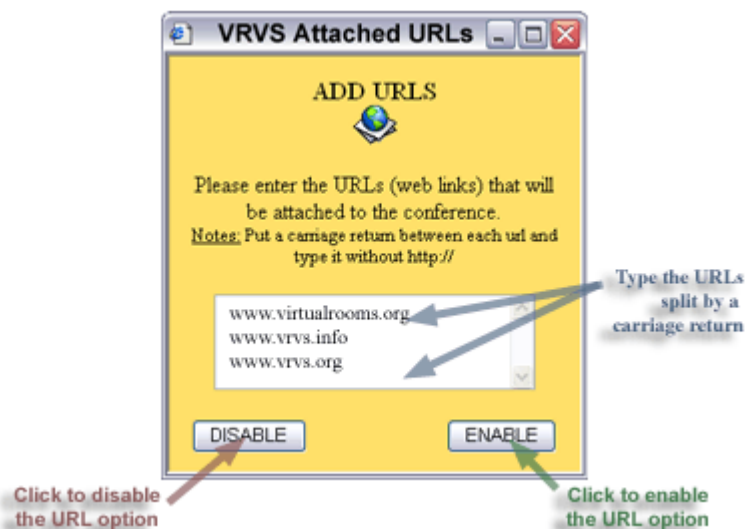 VRVS Attached URLs
ADD URLS
Please enter the URLs (web links) that will
be attached to the conference.
Notes: Put a carriage return between each url and
type it without http://
www.virtualrooms.org
www.vrvs.info
www.vrvs.org
Type the URLs
split by a
carriage return
DISABLE
ENABLE
Click to disable
the URL option
Click to enable
the URL option